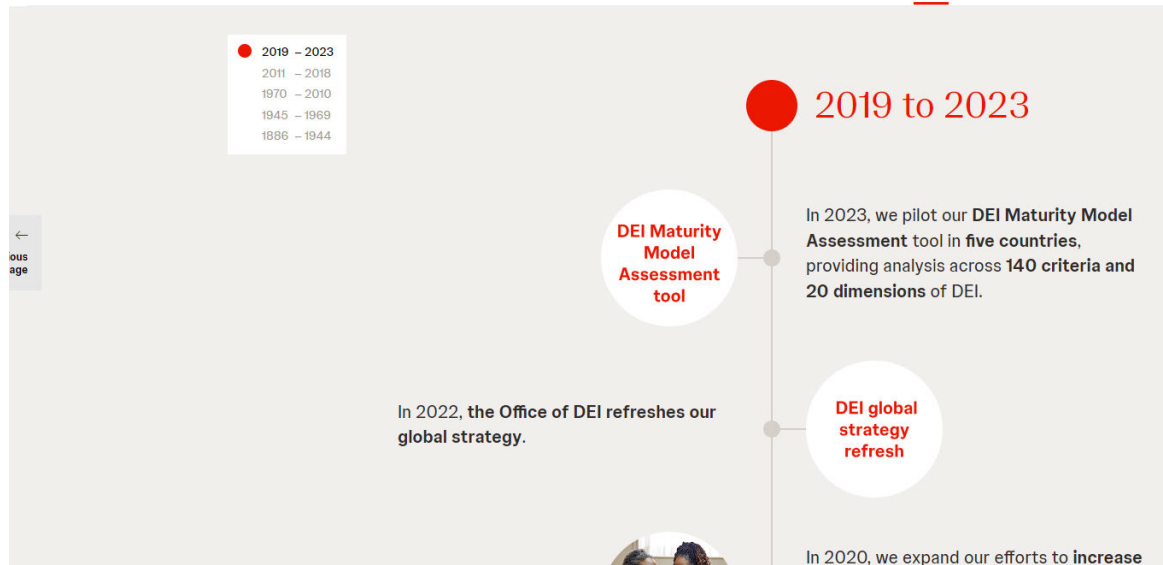 2019 – 2023
2011 – 2018
1970 – 2010
1945 – 1969
1886 – 1944
2019 to 2023
DEI Maturity
Model
Assessment
tool
In 2023, we pilot our DEI Maturity Model
Assessment tool in five countries,
providing analysis across 140 criteria and
20 dimensions of DEI.
←
ious
age
In 2022, the Office of DEI refreshes our
global strategy.
DEI global
strategy
refresh
In 2020, we expand our efforts to increase